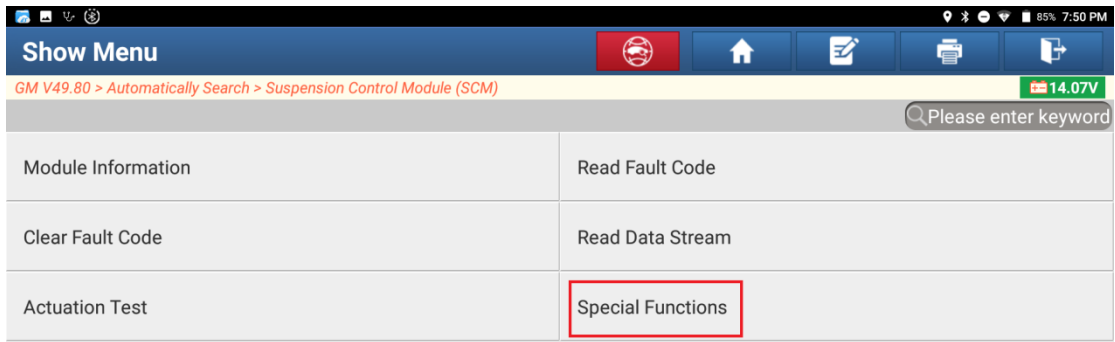 85% 7:50 PM
Show Menu
GM V49.80 > Automatically Search > Suspension Control Module (SCM)
14.07V
Please enter keyword
Module Information
Read Fault Code
Clear Fault Code
Read Data Stream
Actuation Test
Special Functions